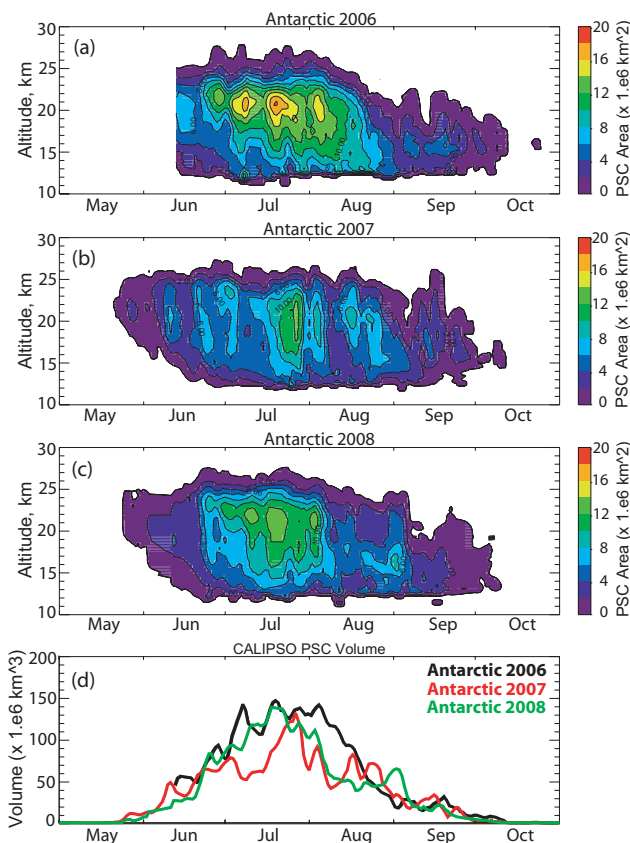 Antarctic 2006
(a)
Altitude, km
30
25
20
15
10
May Jun Jul Aug Sep Oct
20
16
12
8
4
0
PSC Area (x 1.e6 km^2)
Antarctic 2007
(b)
Altitude, km
30
25
20
15
10
May Jun Jul Aug Sep Oct
20
16
12
8
4
0
PSC Area (x 1.e6 km^2)
Antarctic 2008
(c)
Altitude, km
30
25
20
15
10
May Jun Jul Aug Sep Oct
20
16
12
8
4
0
PSC Area (x 1.e6 km^2)
CALIPSO PSC Volume
(d)
Volume (x 1.e6 km^3)
200
150
100
50
0
Antarctic 2006
Antarctic 2007
Antarctic 2008
May Jun Jul Aug Sep Oct